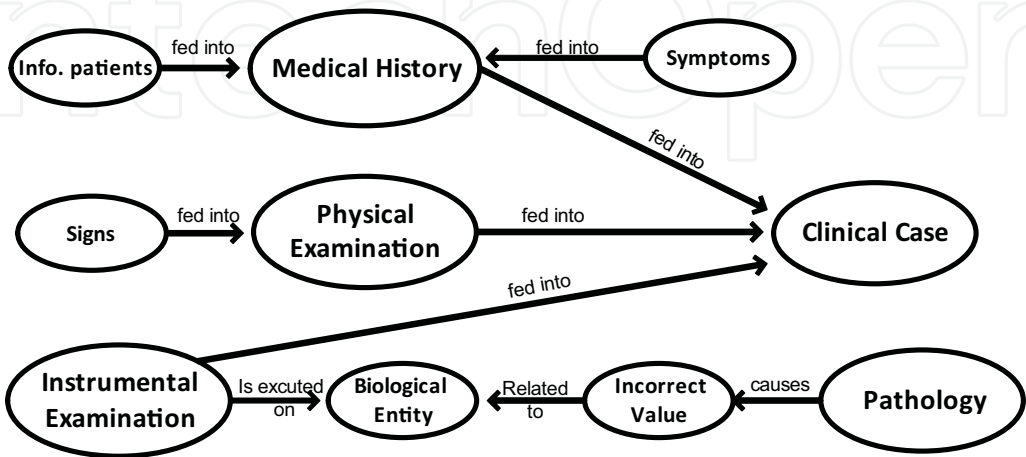 fed into
fed into
Info. patients
Medical History
Symptoms
fed into
Signs
fed into
Physical
Examination
fed into
Clinical Case
fed into
Instrumental
Examination
Is excuted
on
Biological
Entity
Related
to
Incorrect
Value
causes
Pathology